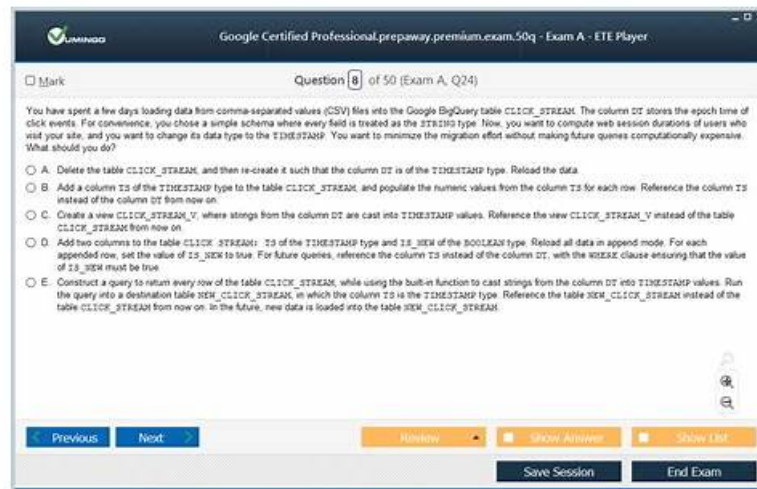 VUMINGO
Google Certified Professional.prepaway.premium.exam.50q - Exam A - ETE Player
Mark
Question 8 of 50 (Exam A, Q24)
You have spent a few days loading data from comma-separated values (CSV) files into the Google BigQuery table CLICK_STREAM. The column DT stores the epoch time of
click events. For convenience, you chose a simple schema where every field is treated as the STRING type. Now, you want to compute web session durations of users who
visit your site, and you want to change its data type to the TIMESTAMP. You want to minimize the migration effort without making future queries computationally expensive.
What should you do?
A. Delete the table CLICK_STREAM, and then re-create it such that the column DT is of the TIMESTAMP type. Reload the data.
B. Add a column TS of the TIMESTAMP type to the table CLICK_STREAM, and populate the numeric values from the column TS for each row. Reference the column TS
instead of the column DT from now on.
C. Create a view CLICK_STREAM_V, where strings from the column DT are cast into TIMESTAMP values. Reference the view CLICK_STREAM_V instead of the table
CLICK_STREAM from now on.
D. Add two columns to the table CLICK STREAM: TS of the TIMESTAMP type and IS_NEW of the BOOLEAN type. Reload all data in append mode. For each
appended row, set the value of IS_NEW to true. For future queries, reference the column TS instead of the column DT, with the WHERE clause ensuring that the value
of IS_NEW must be true.
E. Construct a query to return every row of the table CLICK_STREAM, while using the built-in function to cast strings from the column DT into TIMESTAMP values. Run
the query into a destination table NEW_CLICK_STREAM, in which the column TS is the TIMESTAMP type. Reference the table NEW_CLICK_STREAM instead of the
table CLICK_STREAM from now on. In the future, new data is loaded into the table NEW_CLICK_STREAM.
Previous
Next
Review
Show Answer
Show List
Save Session
End Exam